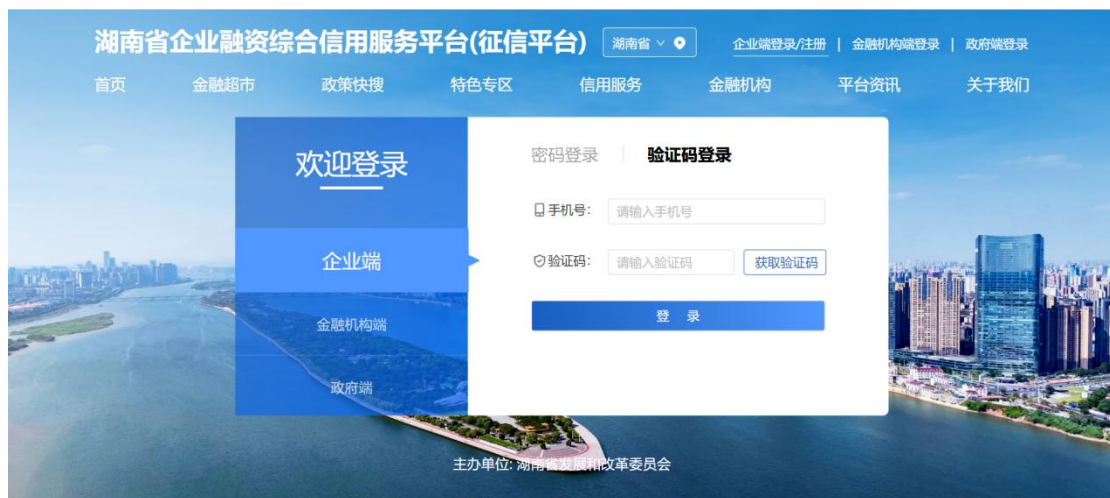 湖南省企业融资综合信用服务平台(征信平台) 湖南省 企业端登录/注册 | 金融机构端登录 | 政府端登录
首页 金融超市 政策快搜 特色专区 信用服务 金融机构 平台资讯 关于我们
欢迎登录
企业端
金融机构端
政府端
密码登录 验证码登录
手机号: 请输入手机号
验证码: 请输入验证码 获取验证码
登 录
主办单位: 湖南省发展和改革委员会